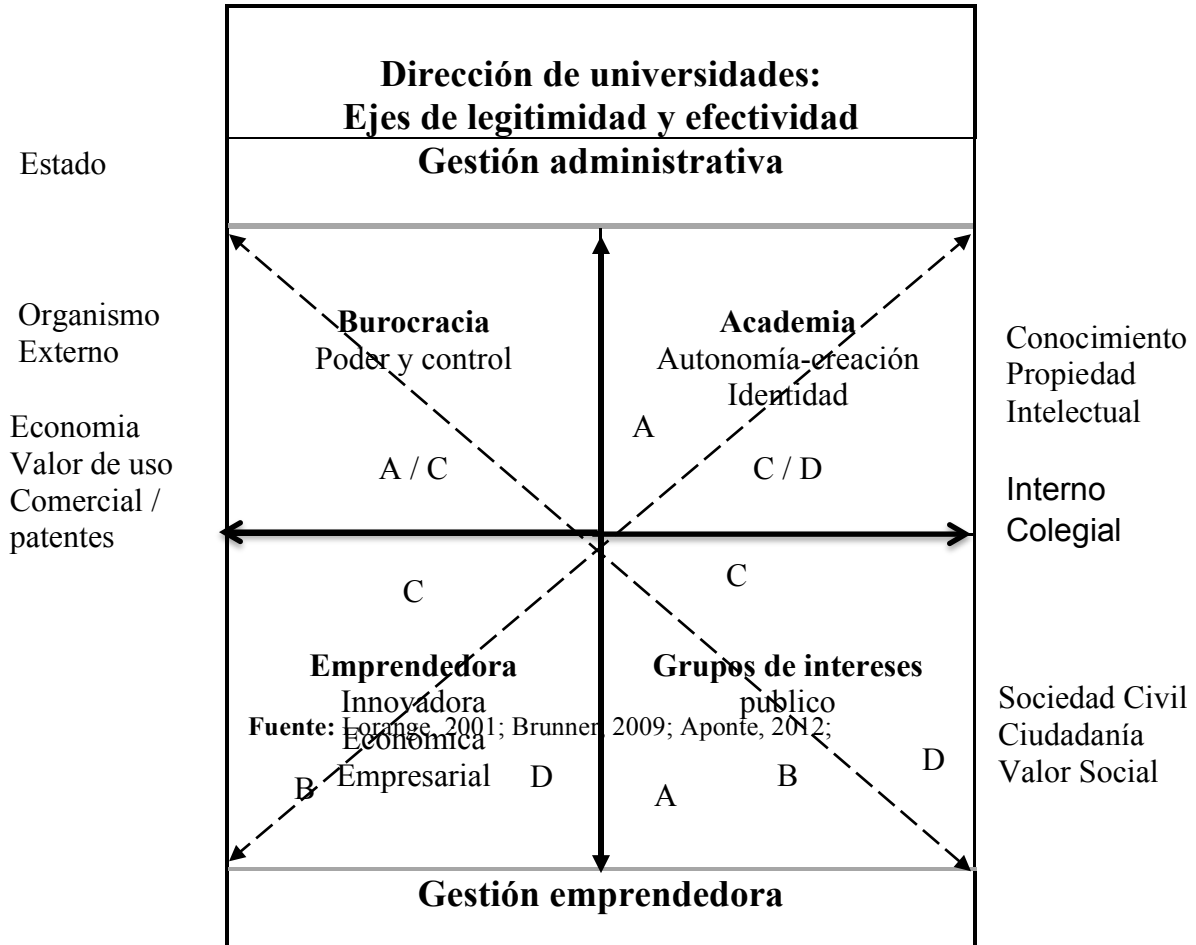 Dirección de universidades:
Ejes de legitimidad y efectividad
Gestión administrativa
Estado
Organismo
Externo
Economia
Valor de uso
Comercial /
patentes
Burocracia
Poder y control
A / C
Academia
Autonomía-creación
Identidad
A
C / D
Conocimiento
Propiedad
Intelectual
Interno
Colegial
C
Emprendedora
Innovadora
Económica
Empresarial
B
D
C
Grupos de intereses
publico
A
B
D
Fuente: Lorange, 2001; Brunner, 2009; Aponte, 2012;
Sociedad Civil
Ciudadanía
Valor Social
Gestión emprendedora